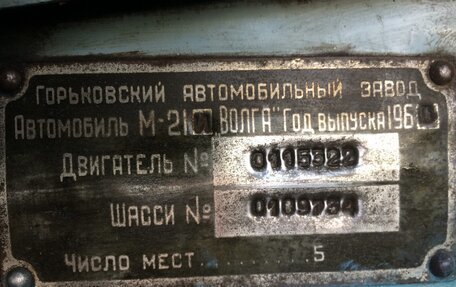 Горьковский автомобильный завод
Автомобиль М-21 „Волга" Год выпуска 196
Двигатель № 0115322
Шасси № 0109734
Число мест..........5